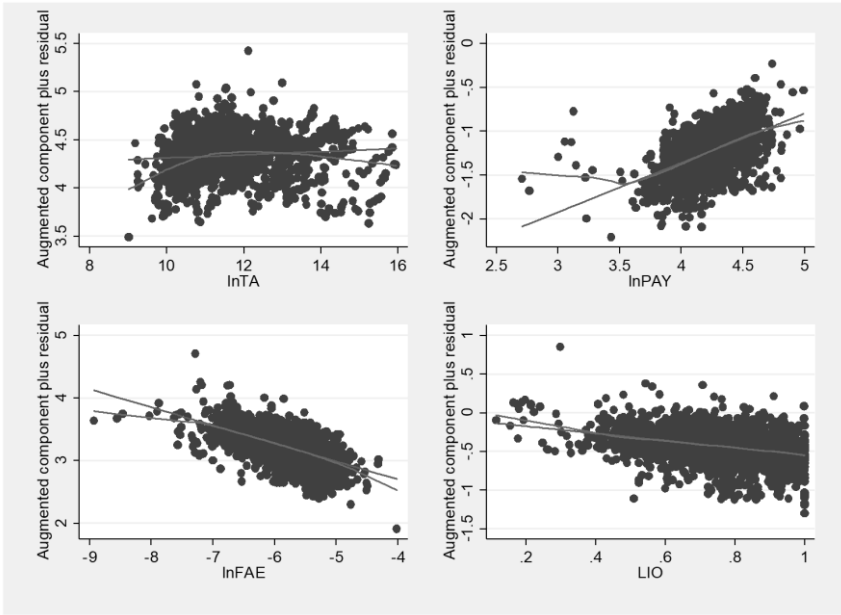 Augmented component plus residual
5.5
5
4.5
4
3.5
8 10 12 14 16
lnTA
Augmented component plus residual
0
-.5
-1
-1.5
-2
2.5 3 3.5 4 4.5 5
lnPAY
Augmented component plus residual
5
4
3
2
-9 -8 -7 -6 -5 -4
lnFAE
Augmented component plus residual
1
.5
0
-.5
-1
-1.5
.2 .4 .6 .8 1
LIO